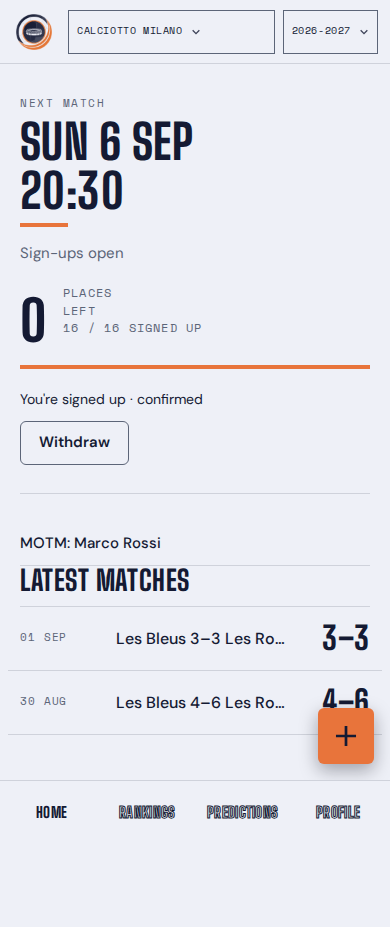 CALCIOTTO MILANO
2026-2027
NEXT MATCH
SUN 6 SEP
20:30
Sign-ups open
0
PLACES
LEFT
16 / 16 SIGNED UP
You're signed up · confirmed
Withdraw
MOTM: Marco Rossi
LATEST MATCHES
01 SEP Les Bleus 3–3 Les Ro... 3–3
30 AUG Les Bleus 4–6 Les Ro... 4–6
HOME RANKINGS PREDICTIONS PROFILE